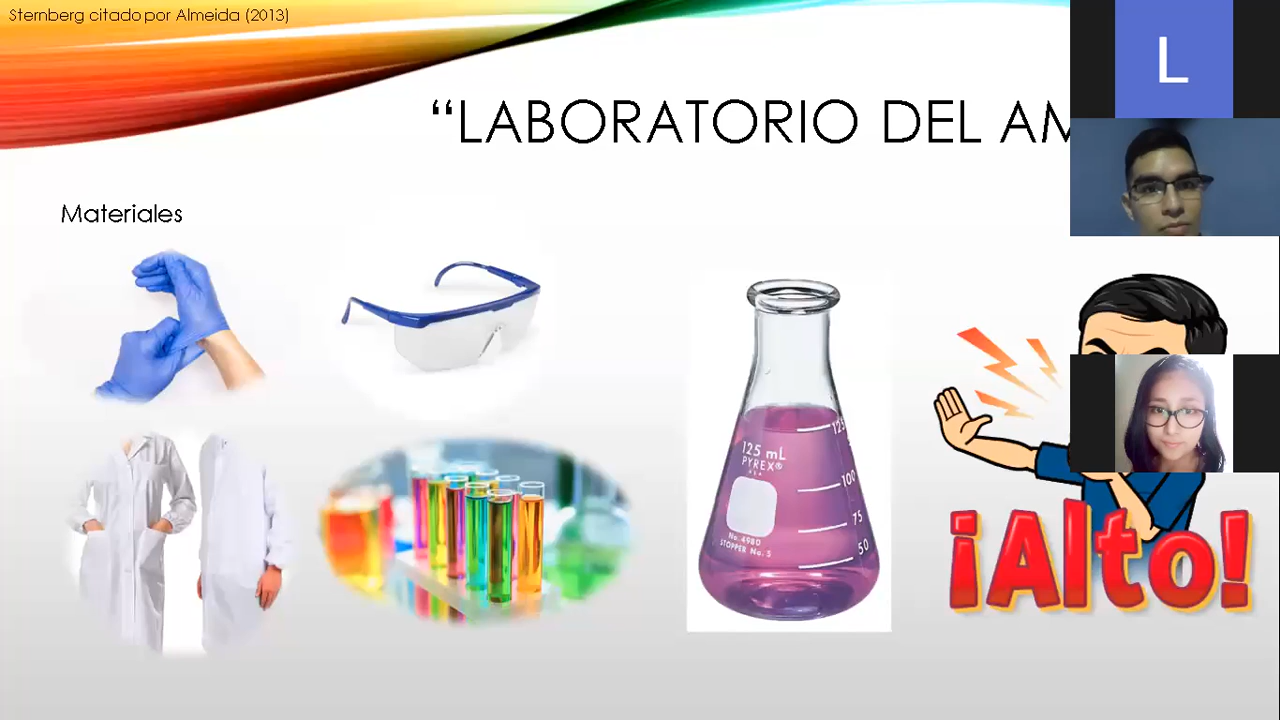 Sternberg citado por Almeida (2013)
L
“LABORATORIO DEL AM
Materiales
125
125 mL
PYREX®
100
75
No. 4980
STOPPER No. 5
50
¡Alto!